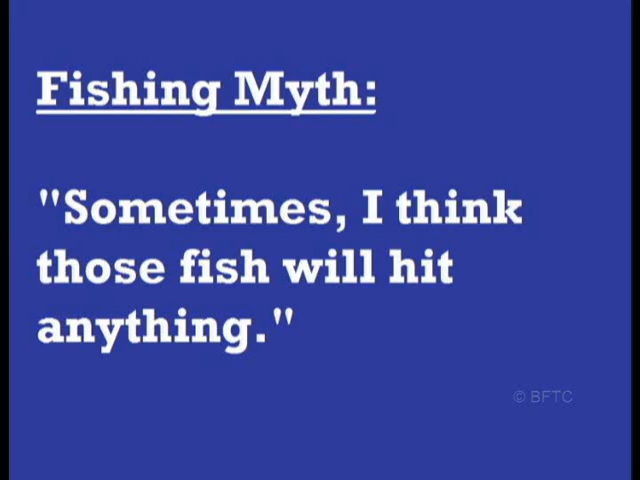 Fishing Myth:
"Sometimes, I think
those fish will hit
anything."
© BFTC